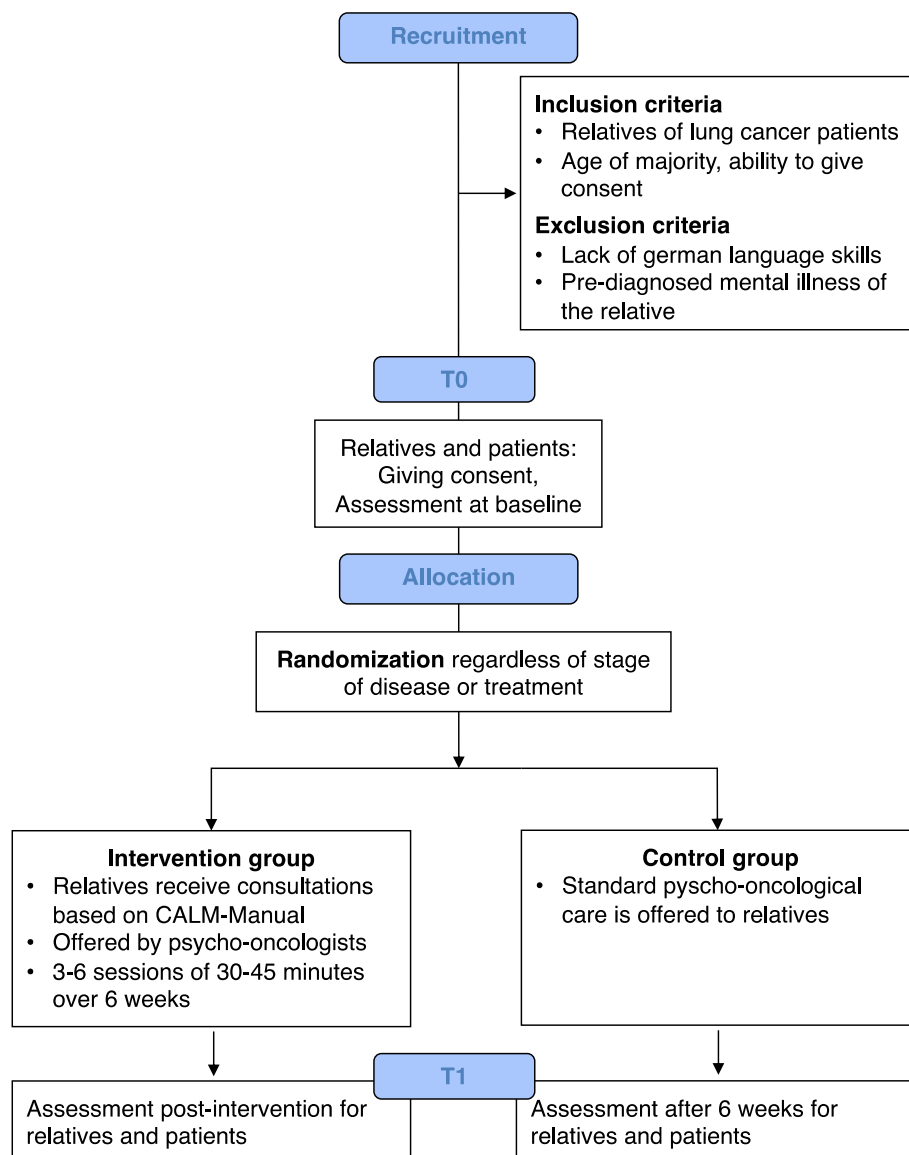 Recruitment
Inclusion criteria
• Relatives of lung cancer patients
• Age of majority, ability to give
consent
Exclusion criteria
• Lack of german language skills
• Pre-diagnosed mental illness of
the relative
T0
Relatives and patients:
Giving consent,
Assessment at baseline
Allocation
Randomization regardless of stage
of disease or treatment
Intervention group
• Relatives receive consultations
based on CALM-Manual
• Offered by psycho-oncologists
• 3-6 sessions of 30-45 minutes
over 6 weeks
Control group
• Standard pyscho-oncological
care is offered to relatives
T1
Assessment post-intervention for
relatives and patients
Assessment after 6 weeks for
relatives and patients